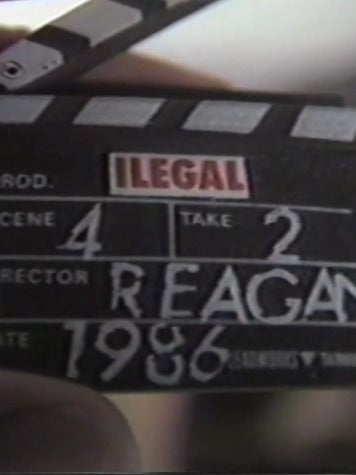 ROD. ILEGAL
CENE 4 TAKE 2
RECTOR REAGAN
ATE 1986